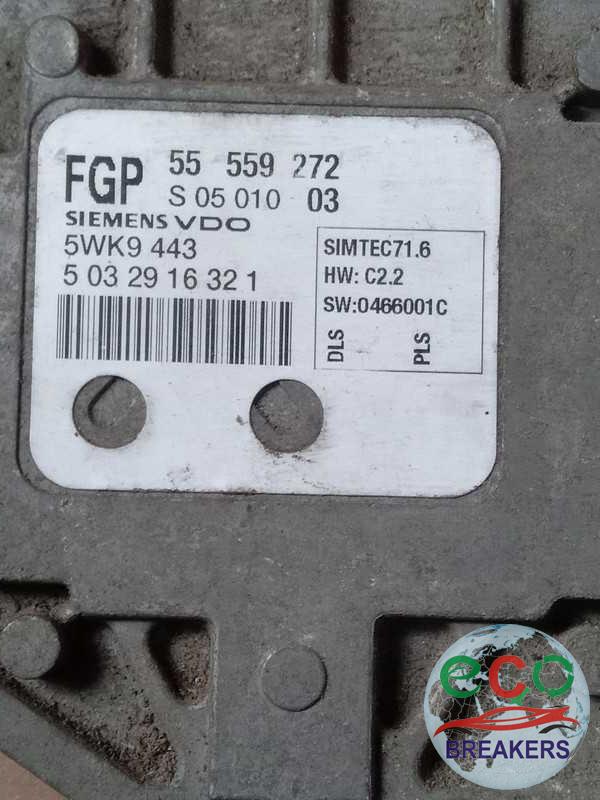 FGP 55 559 272
S 05 010 03
SIEMENS VDO
5WK9 443
5 03 29 16 32 1
SIMTEC71.6
HW: C2.2
SW:0466001C
DLS PLS
eco
BREAKERS